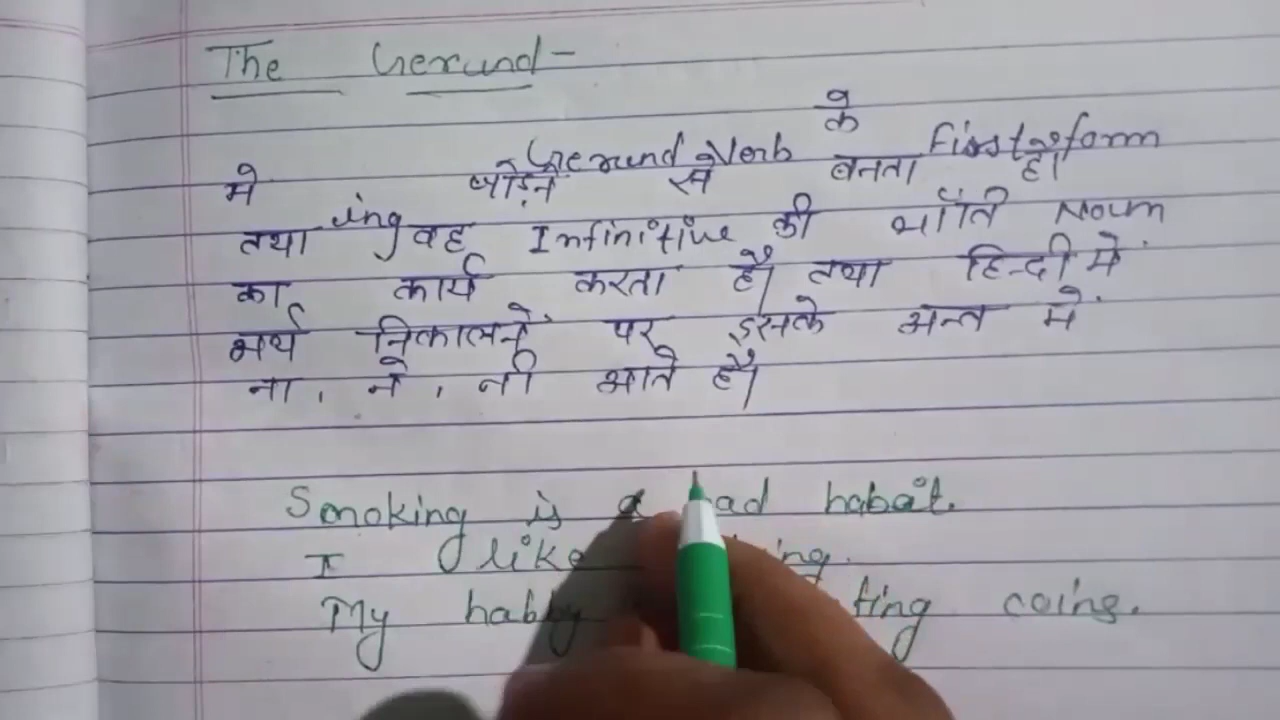 The Gerund-
Gerund Verb के First form
मे ing जोड़ने से बनता है।
तथा वह Infinitive की भाँति Noun
का कार्य करता है। तथा हिन्दी में
अर्थ निकालने पर इसके अन्त में
ना, ने, नी आते है।
Smoking is a bad habit.
I like
My habby coins.